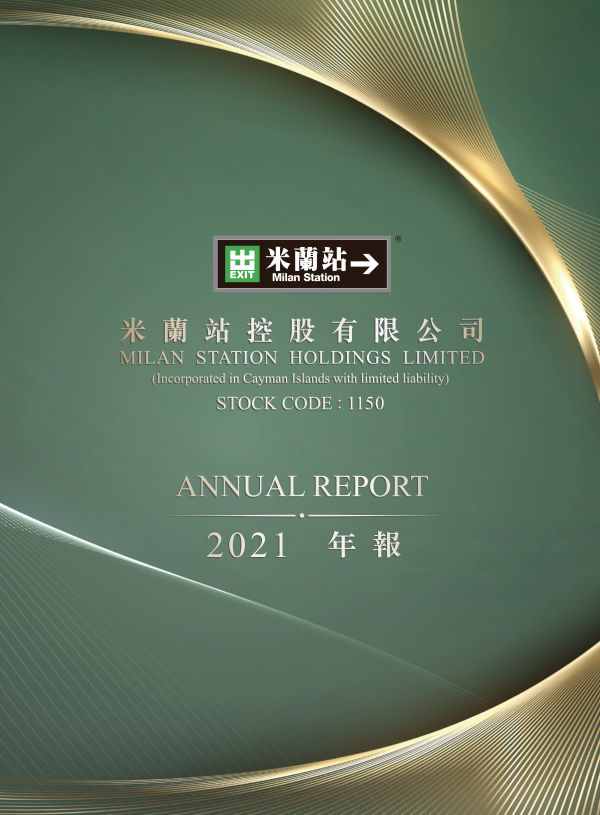 出 米蘭站 → ®
EXIT Milan Station
米蘭站控股有限公司
MILAN STATION HOLDINGS LIMITED
(Incorporated in Cayman Islands with limited liability)
STOCK CODE : 1150
ANNUAL REPORT
2021 年報